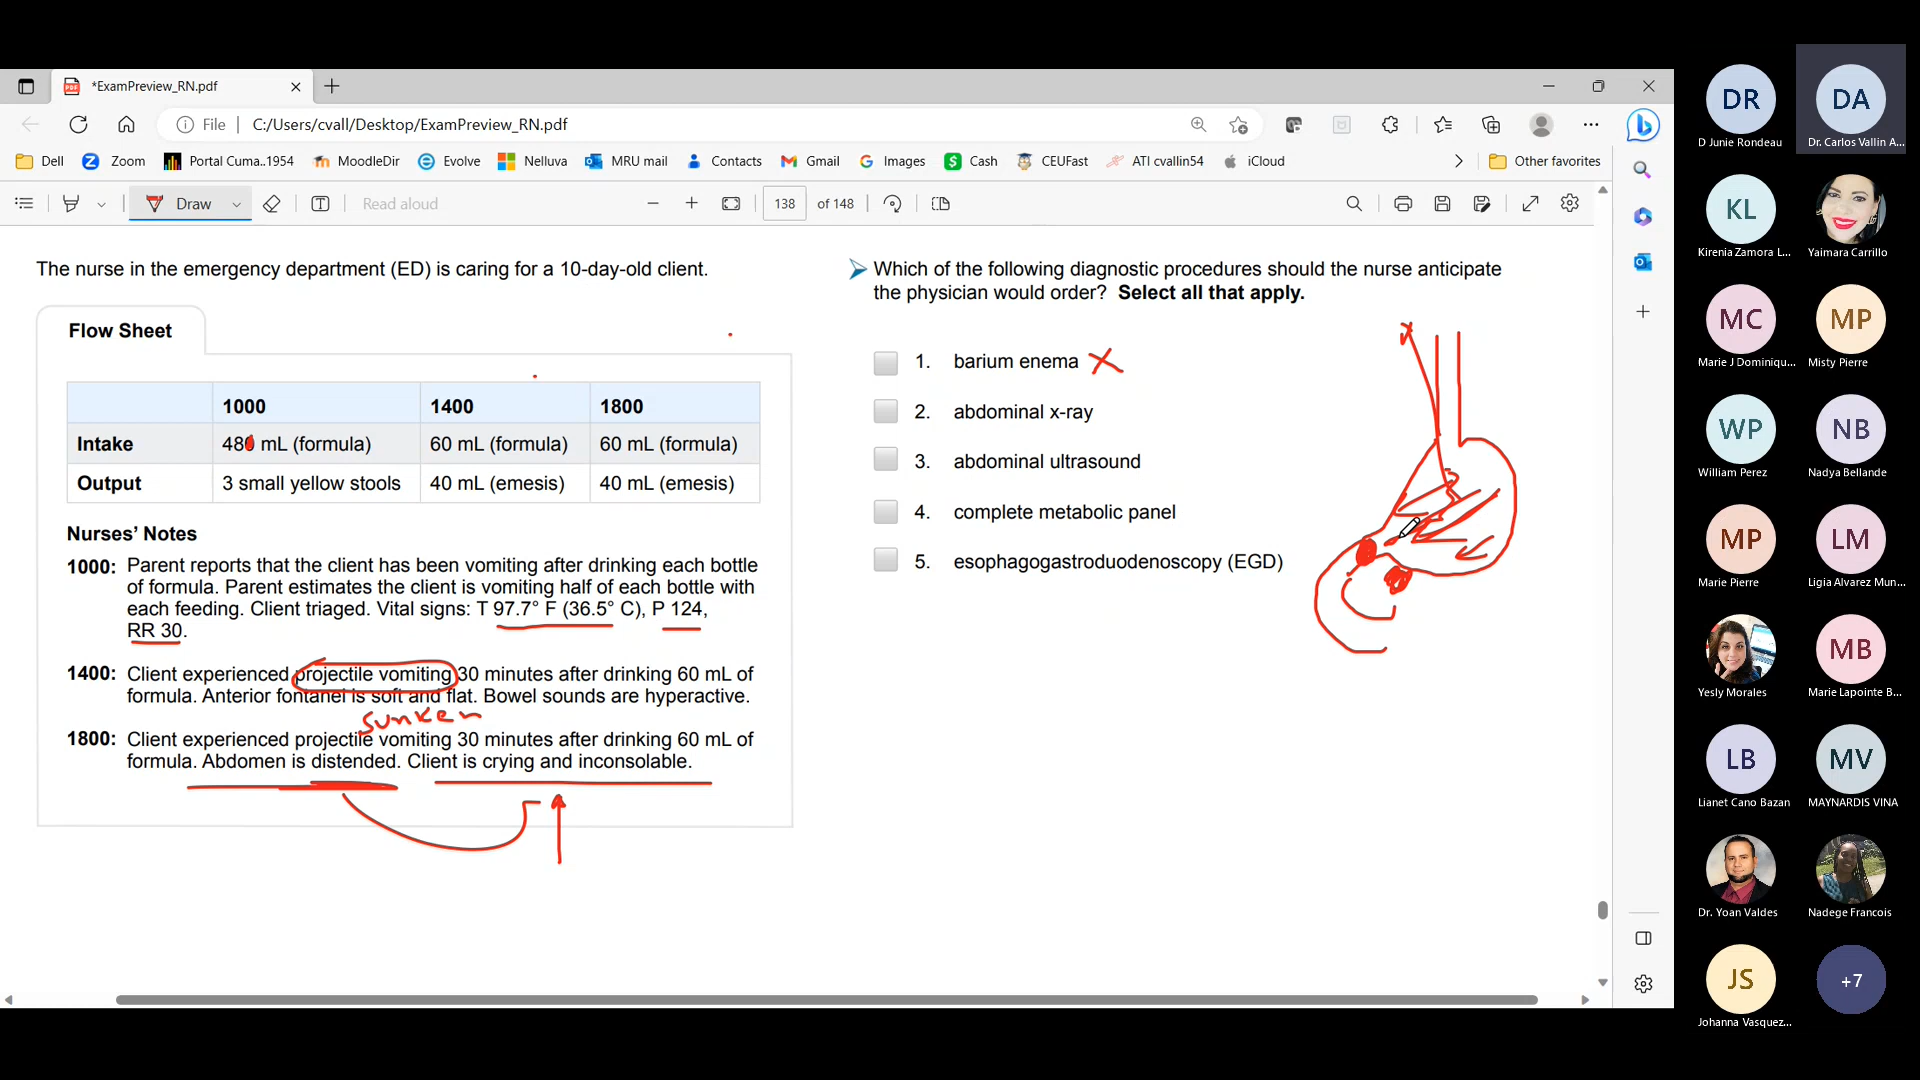 *ExamPreview_RN.pdf
File C:/Users/cvall/Desktop/ExamPreview_RN.pdf
Dell Zoom Portal Cuma..1954 MoodleDir Evolve Nelluva MRU mail Contacts Gmail Images Cash CEUFast ATI cvallin54 iCloud Other favorites
Draw Read aloud 138 of 148
The nurse in the emergency department (ED) is caring for a 10-day-old client.
Flow Sheet
1000 1400 1800
Intake 480 mL (formula) 60 mL (formula) 60 mL (formula)
Output 3 small yellow stools 40 mL (emesis) 40 mL (emesis)
Nurses' Notes
1000: Parent reports that the client has been vomiting after drinking each bottle
of formula. Parent estimates the client is vomiting half of each bottle with
each feeding. Client triaged. Vital signs: T 97.7° F (36.5° C), P 124,
RR 30.
1400: Client experienced projectile vomiting 30 minutes after drinking 60 mL of
formula. Anterior fontanel is soft and flat. Bowel sounds are hyperactive.
sunken
1800: Client experienced projectile vomiting 30 minutes after drinking 60 mL of
formula. Abdomen is distended. Client is crying and inconsolable.
Which of the following diagnostic procedures should the nurse anticipate
the physician would order? Select all that apply.
1. barium enema X
2. abdominal x-ray
3. abdominal ultrasound
4. complete metabolic panel
5. esophagogastroduodenoscopy (EGD)
DR
D Junie Rondeau
DA
Dr. Carlos Vallin A...
KL
Kirenia Zamora L...
Yaimara Carrillo
MC
Marie J Dominiqu...
MP
Misty Pierre
WP
William Perez
NB
Nadya Bellande
MP
Marie Pierre
LM
Ligia Alvarez Mun...
Yesly Morales
MB
Marie Lapointe B...
LB
Lianet Cano Bazan
MV
MAYNARDIS VINA
Dr. Yoan Valdes
Nadege Francois
JS
Johanna Vasquez...
+7